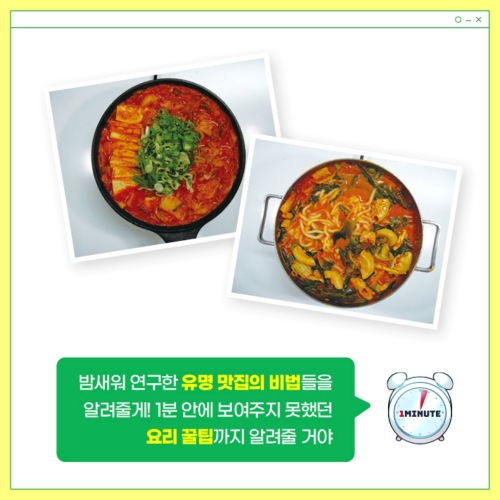 밤새워 연구한 유명 맛집의 비법들을
알려줄게! 1분 안에 보여주지 못했던
요리 꿀팁까지 알려줄 거야
1MINUTE